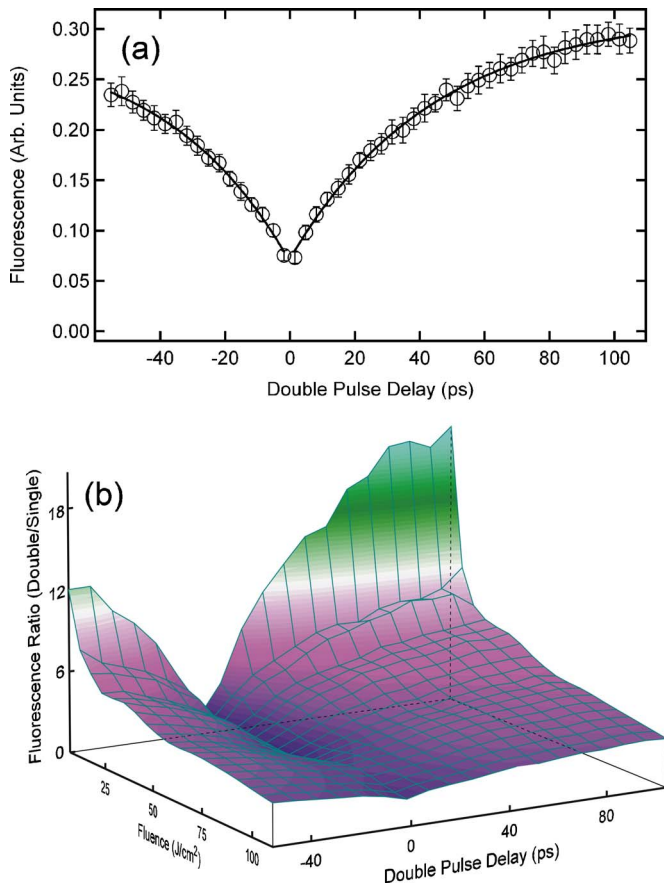 (a)
Fluorescence (Arb. Units)
0.30
0.25
0.20
0.15
0.10
0.05
0.00
-40 -20 0 20 40 60 80 100
Double Pulse Delay (ps)
(b)
Fluorescence Ratio (Double/Single)
18
12
6
0
25
50
75
100
Fluence (J/cm²)
-40 0 40 80
Double Pulse Delay (ps)